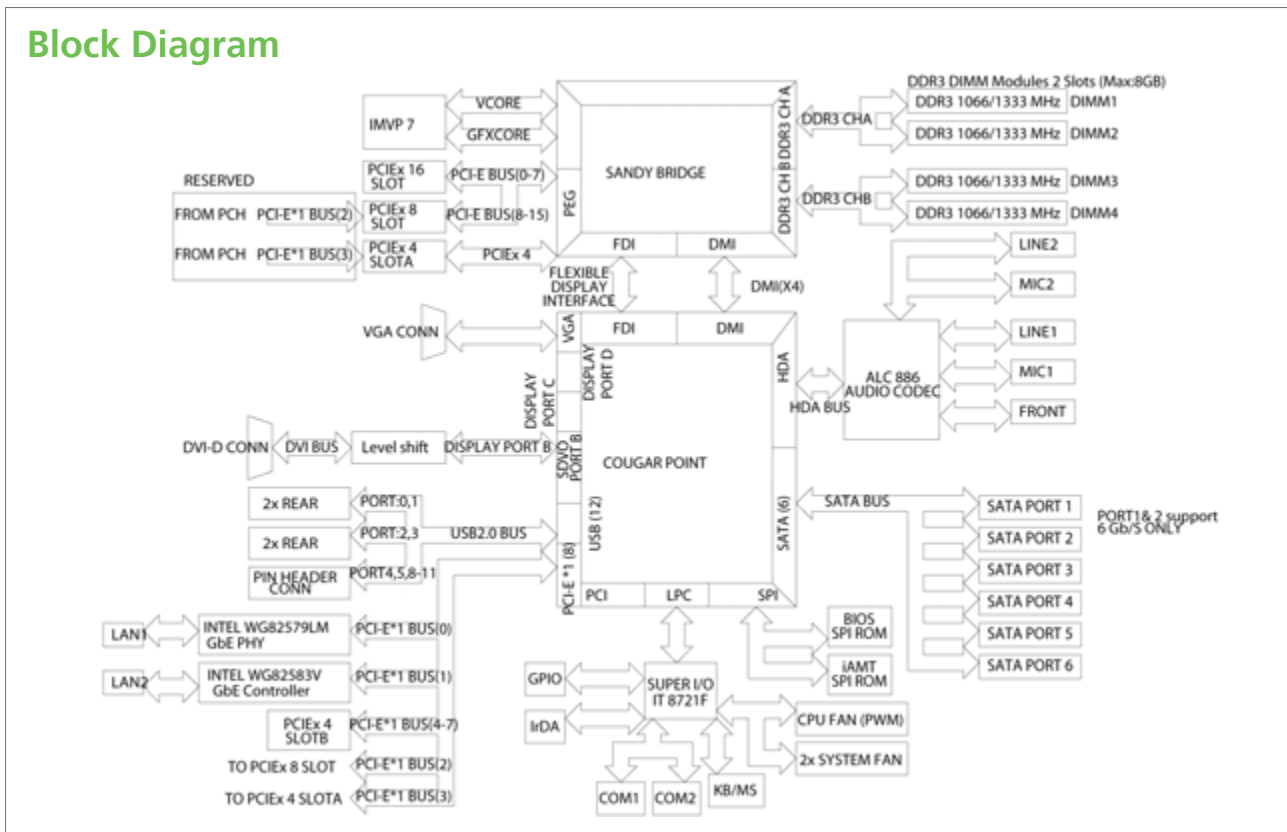 Block Diagram
DDR3 DIMM Modules 2 Slots (Max:8GB)
IMVP 7
VCORE
GFXCORE
SANDY BRIDGE
DDR3 CH A
DDR3 CH B
DDR3 CHA
DDR3 1066/1333 MHz DIMM1
DDR3 1066/1333 MHz DIMM2
DDR3 CHB
DDR3 1066/1333 MHz DIMM3
DDR3 1066/1333 MHz DIMM4
PCIEx 16
SLOT
PCI-E BUS(0-7)
PEG
RESERVED
FROM PCH PCI-E*1 BUS(2)
PCIEx 8
SLOT
PCI-E BUS(8-15)
FROM PCH PCI-E*1 BUS(3)
PCIEx 4
SLOTA
PCIEx 4
FDI
DMI
FLEXIBLE
DISPLAY
INTERFACE
DMI(X4)
LINE2
MIC2
VGA CONN
VGA
FDI
DMI
HDA
HDA BUS
ALC 886
AUDIO CODEC
LINE1
MIC1
FRONT
DISPLAY
PORT D
DISPLAY
PORT C
DVI-D CONN
DVI BUS
Level shift
DISPLAY PORT B
SDVO
PORT B
COUGAR POINT
2x REAR
PORT:0,1
2x REAR
PORT:2,3
USB2.0 BUS
USB (12)
PIN HEADER
CONN
PORT4,5,8-11
PCI-E *1 (8)
SATA (6)
SATA BUS
SATA PORT 1
SATA PORT 2
SATA PORT 3
SATA PORT 4
SATA PORT 5
SATA PORT 6
PORT1& 2 support
6 Gb/S ONLY
PCI
LPC
SPI
LAN1
INTEL WG82579LM
GbE PHY
PCI-E*1 BUS(0)
LAN2
INTEL WG82583V
GbE Controller
PCI-E*1 BUS(1)
PCIEx 4
SLOTB
PCI-E*1 BUS(4-7)
TO PCIEx 8 SLOT
PCI-E*1 BUS(2)
TO PCIEx 4 SLOTA
PCI-E*1 BUS(3)
BIOS
SPI ROM
iAMT
SPI ROM
GPIO
IrDA
SUPER I/O
IT 8721F
CPU FAN (PWM)
2x SYSTEM FAN
COM1
COM2
KB/MS